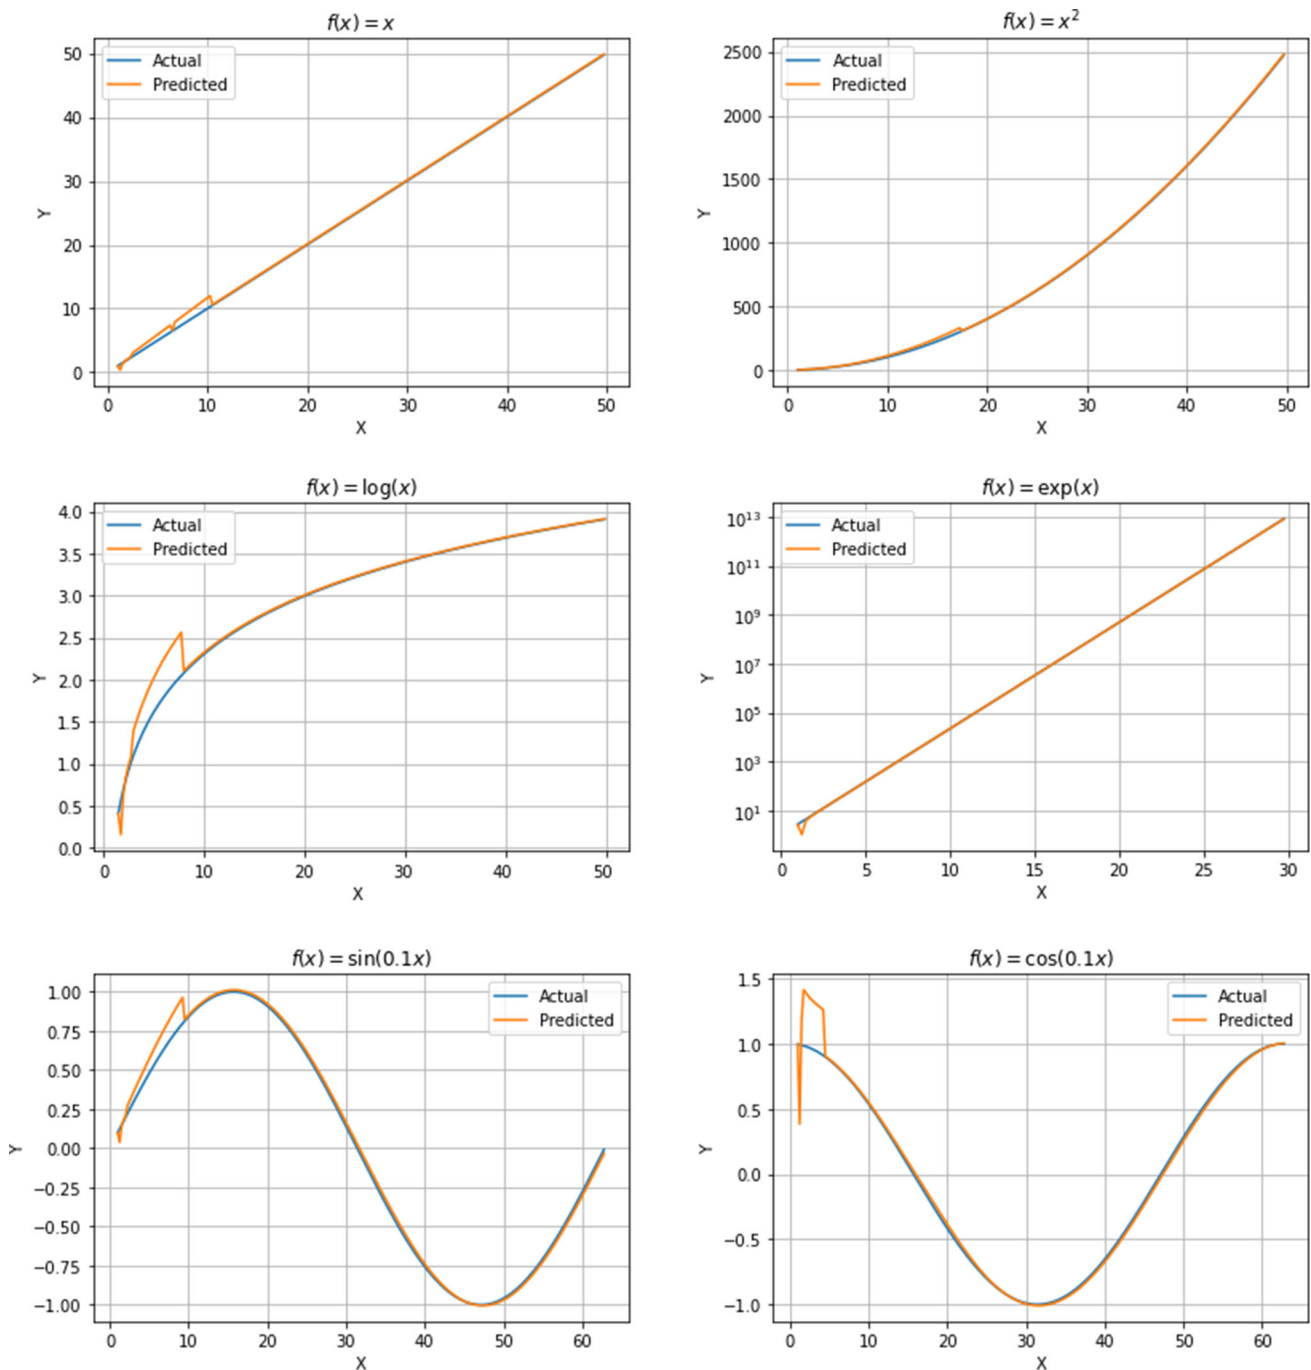 f(x) = x
50
40
30
20
10
0
Y
Actual
Predicted
0 10 20 30 40 50
X
f(x) = x²
2500
2000
1500
1000
500
0
Y
Actual
Predicted
0 10 20 30 40 50
X
f(x) = log(x)
4.0
3.5
3.0
2.5
2.0
1.5
1.0
0.5
0.0
Y
Actual
Predicted
0 10 20 30 40 50
X
f(x) = exp(x)
10¹³
10¹¹
10⁹
10⁷
10⁵
10³
10¹
Y
Actual
Predicted
0 5 10 15 20 25 30
X
f(x) = sin(0.1x)
1.00
0.75
0.50
0.25
0.00
−0.25
−0.50
−0.75
−1.00
Y
Actual
Predicted
0 10 20 30 40 50 60
X
f(x) = cos(0.1x)
1.5
1.0
0.5
0.0
−0.5
−1.0
Y
Actual
Predicted
0 10 20 30 40 50 60
X